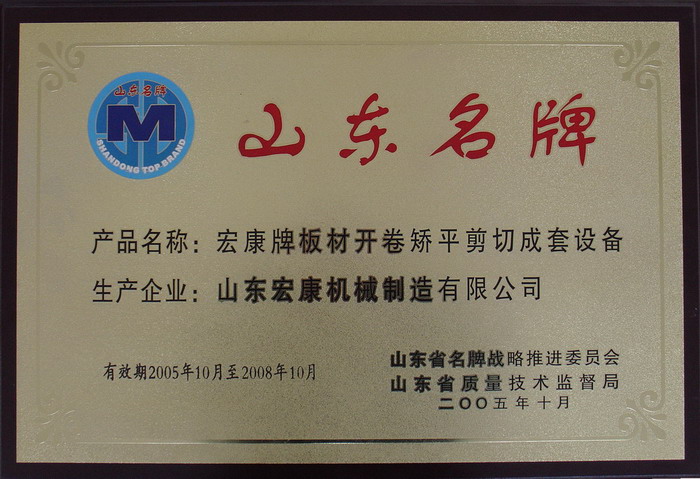 山东名牌
M
SHANDONG TOP BRAND
山东名牌
产品名称：宏康牌板材开卷矫平剪切成套设备
生产企业：山东宏康机械制造有限公司
有效期2005年10月至2008年10月
山东省名牌战略推进委员会
山东省质量技术监督局
二〇〇五年十月